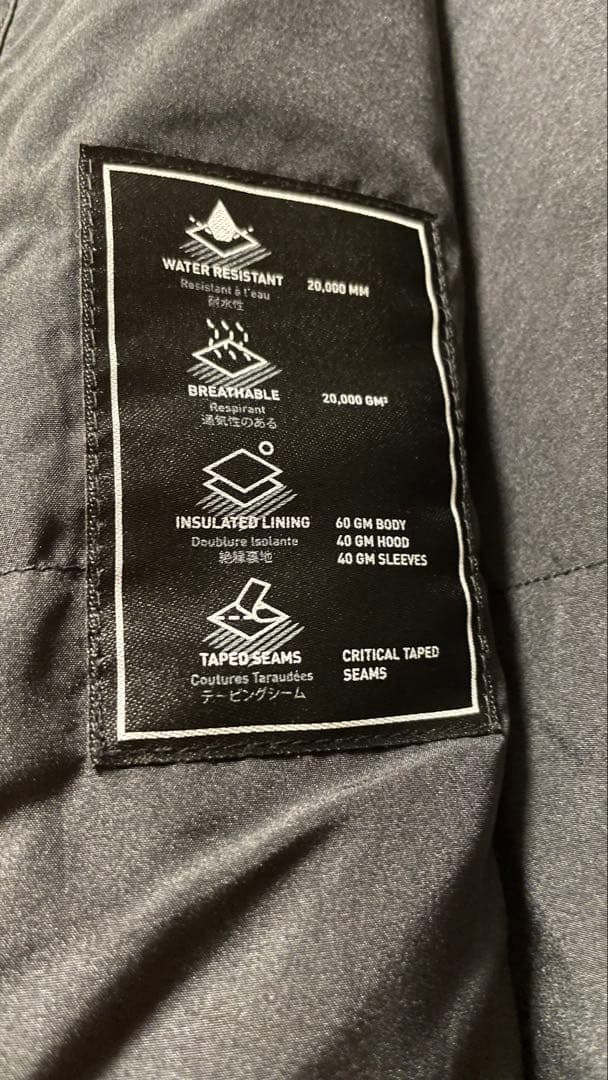 WATER RESISTANT
Resistant à l'eau
耐水性
20,000 MM
BREATHABLE
Respirant
通気性のある
20,000 GM²
INSULATED LINING
Doublure Isolante
絶縁裏地
60 GM BODY
40 GM HOOD
40 GM SLEEVES
TAPED SEAMS
Coutures Taraudées
テーピングシーム
CRITICAL TAPED
SEAMS